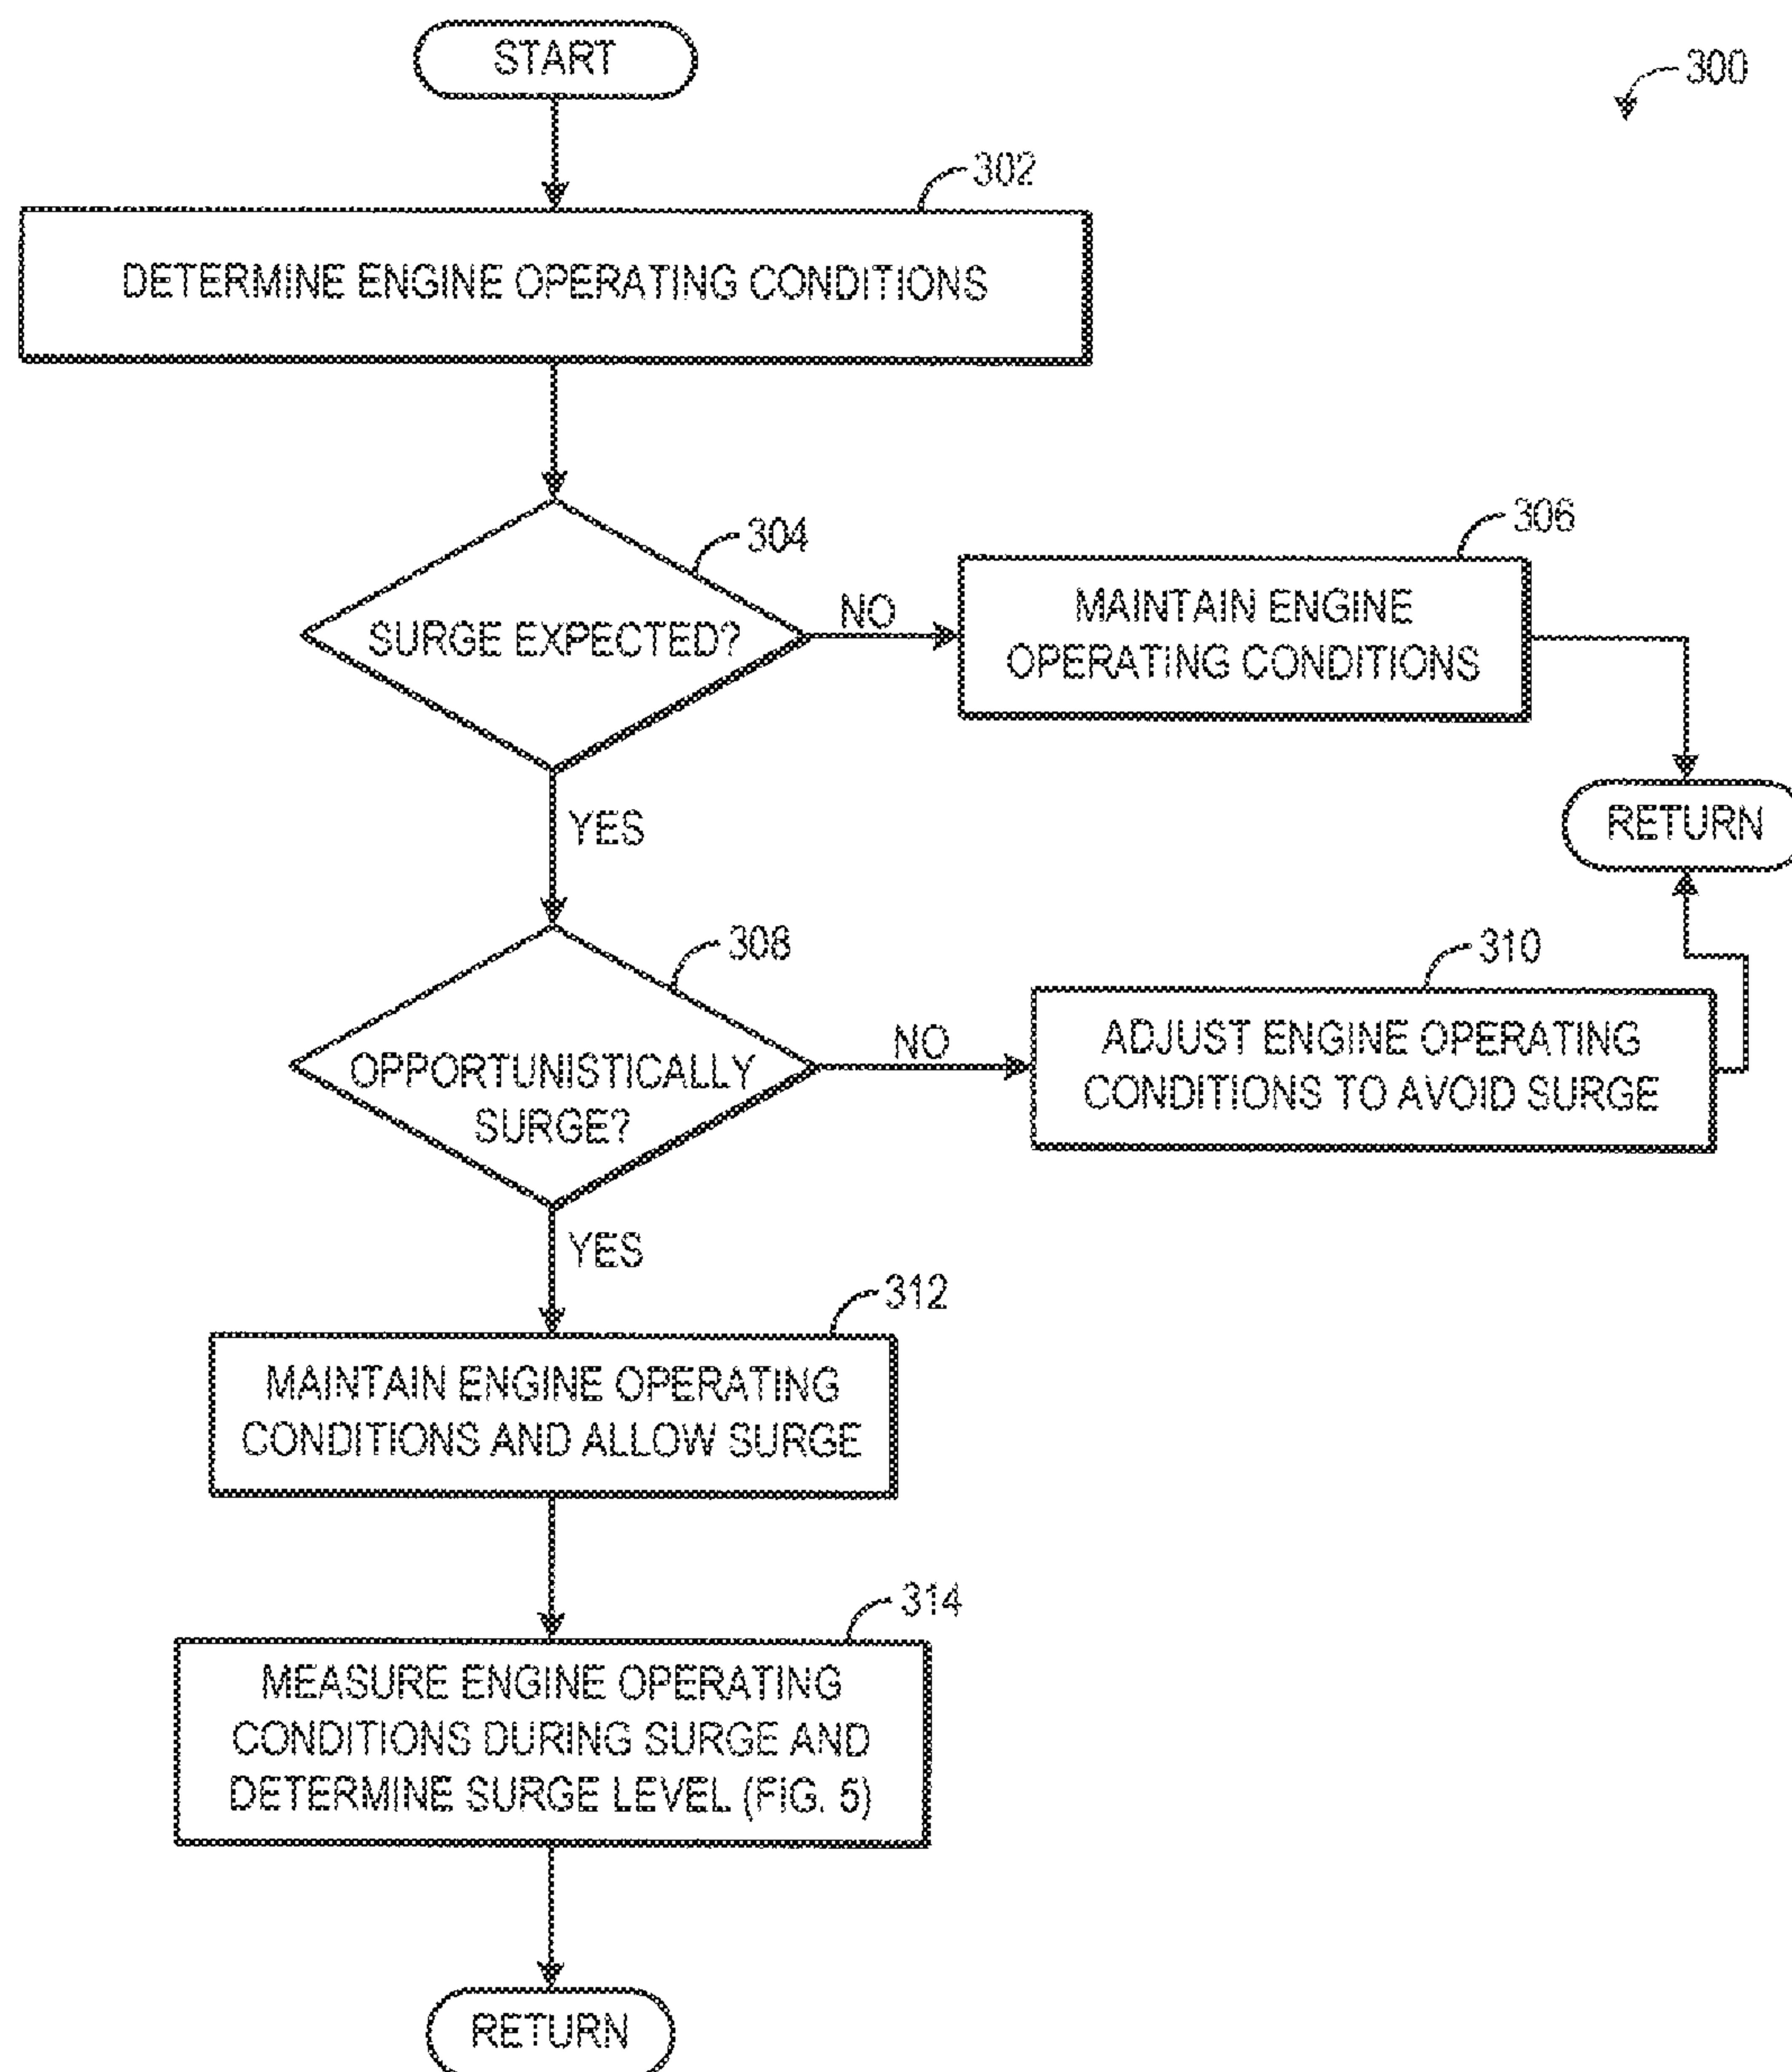 START
300
302
DETERMINE ENGINE OPERATING CONDITIONS
304
SURGE EXPECTED?
NO
306
MAINTAIN ENGINE
OPERATING CONDITIONS
YES
RETURN
308
OPPORTUNISTICALLY
SURGE?
NO
310
ADJUST ENGINE OPERATING
CONDITIONS TO AVOID SURGE
YES
312
MAINTAIN ENGINE OPERATING
CONDITIONS AND ALLOW SURGE
314
MEASURE ENGINE OPERATING
CONDITIONS DURING SURGE AND
DETERMINE SURGE LEVEL (FIG. 5)
RETURN